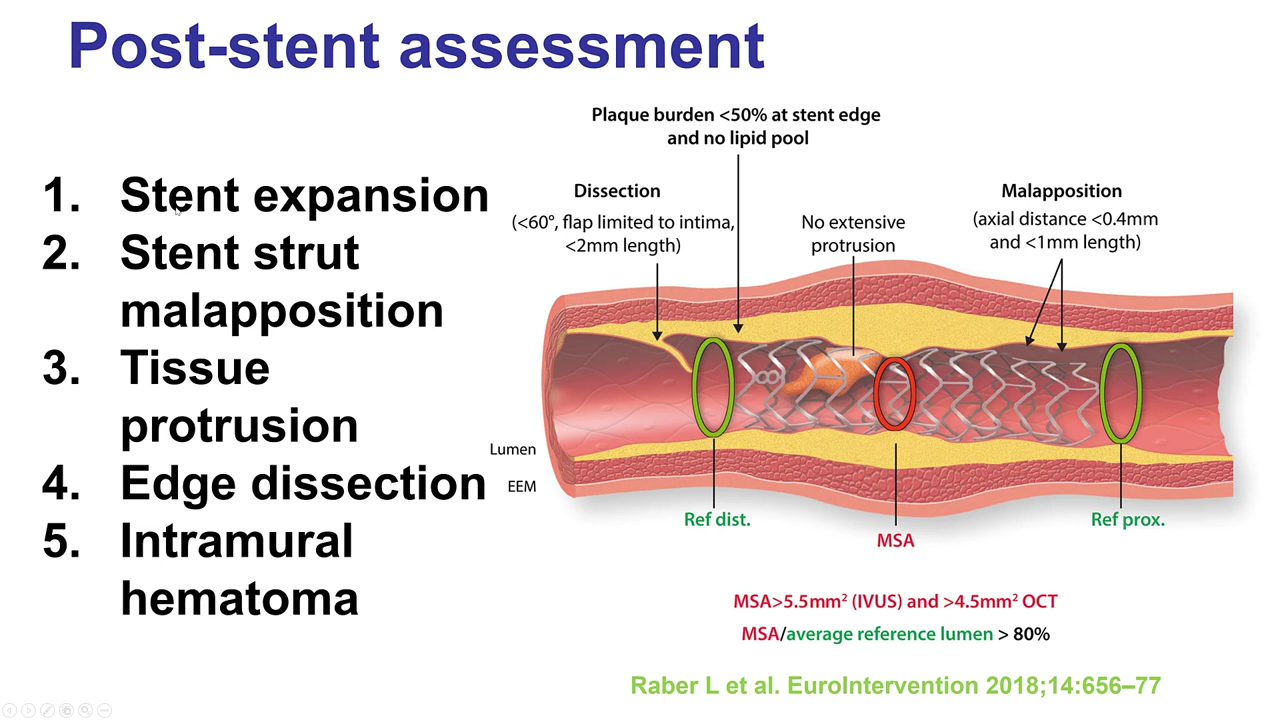 Post-stent assessment
1. Stent expansion
2. Stent strut
malapposition
3. Tissue
protrusion
4. Edge dissection
5. Intramural
hematoma
Plaque burden <50% at stent edge
and no lipid pool
Dissection
(<60°, flap limited to intima,
<2mm length)
No extensive
protrusion
Malapposition
(axial distance <0.4mm
and <1mm length)
Lumen
EEM
Ref dist.
MSA
Ref prox.
MSA>5.5mm² (IVUS) and >4.5mm² OCT
MSA/average reference lumen > 80%
Raber L et al. EuroIntervention 2018;14:656–77